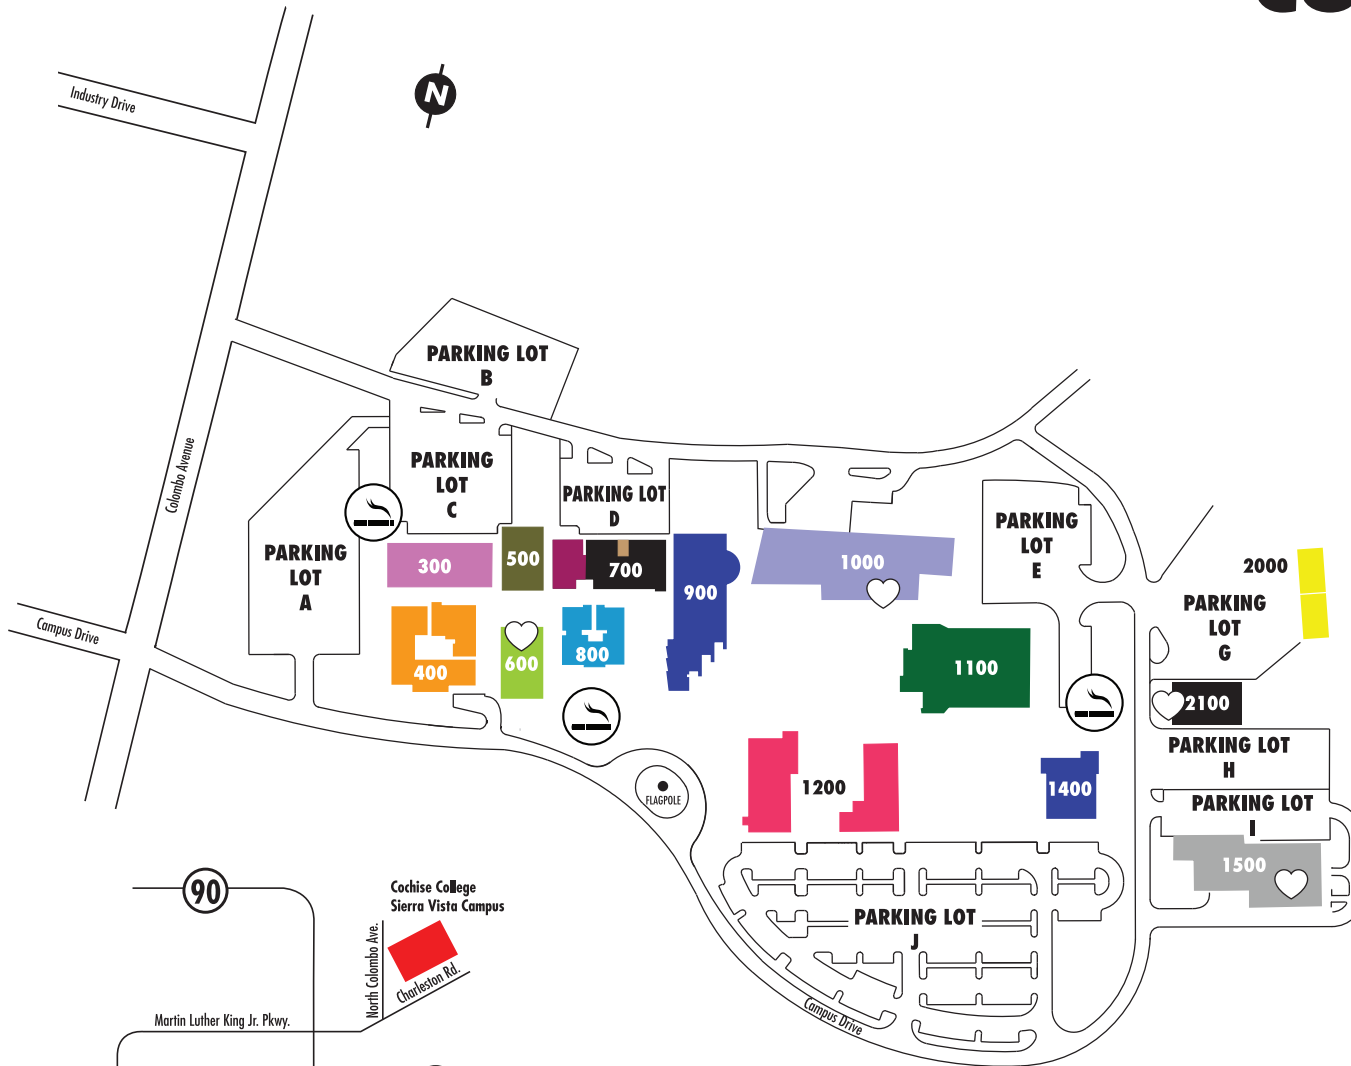 Industry Drive
N
PARKING LOT
B
Colombo Avenue
PARKING
LOT
C
PARKING LOT
D
PARKING
LOT
E
PARKING
LOT
A
300
500
700
900
1000
2000
PARKING
LOT
G
Campus Drive
400
600
800
1100
2100
PARKING LOT
H
FLAGPOLE
1200
1400
PARKING LOT
I
1500
90
Cochise College
Sierra Vista Campus
North Colombo Ave.
Charleston Rd.
Martin Luther King Jr. Pkwy.
PARKING LOT
J
Campus Drive